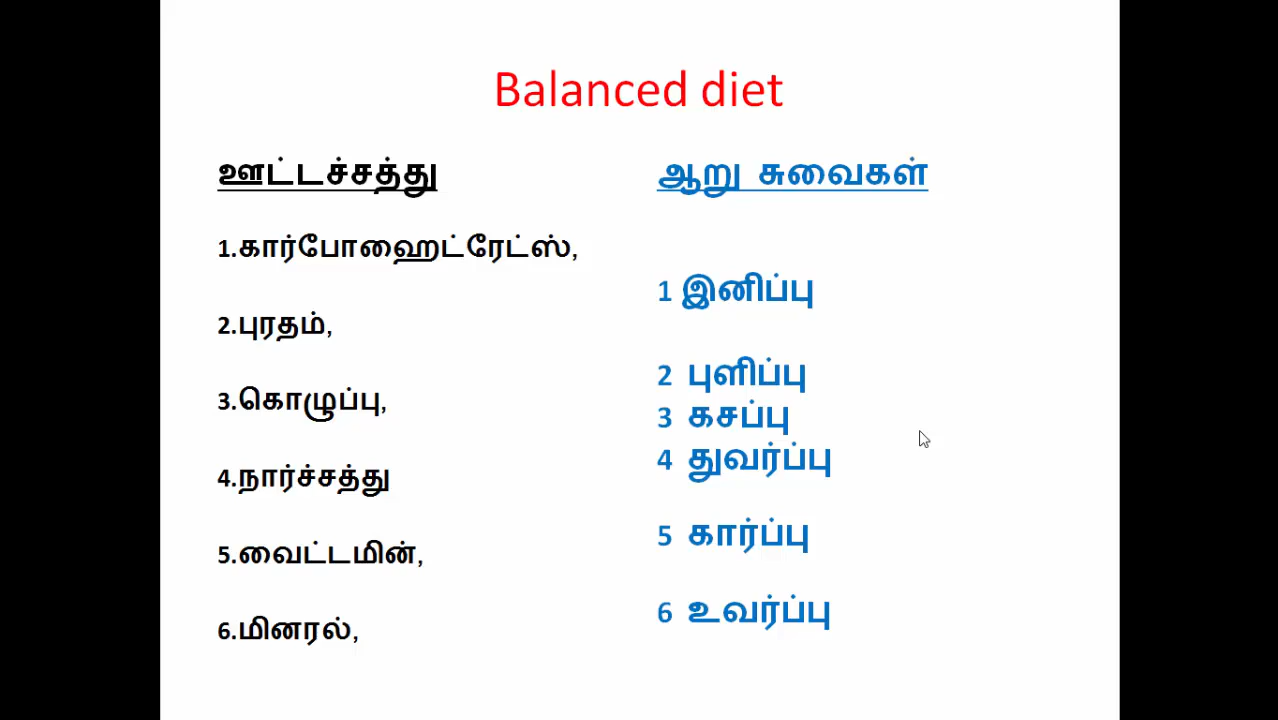 Balanced diet
ஊட்டச்சத்து
1.கார்போஹைட்ரேட்ஸ்,
2.புரதம்,
3.கொழுப்பு,
4.நார்ச்சத்து
5.வைட்டமின்,
6.மினரல்,
ஆறு சுவைகள்
1 இனிப்பு
2 புளிப்பு
3 கசப்பு
4 துவர்ப்பு
5 கார்ப்பு
6 உவர்ப்பு